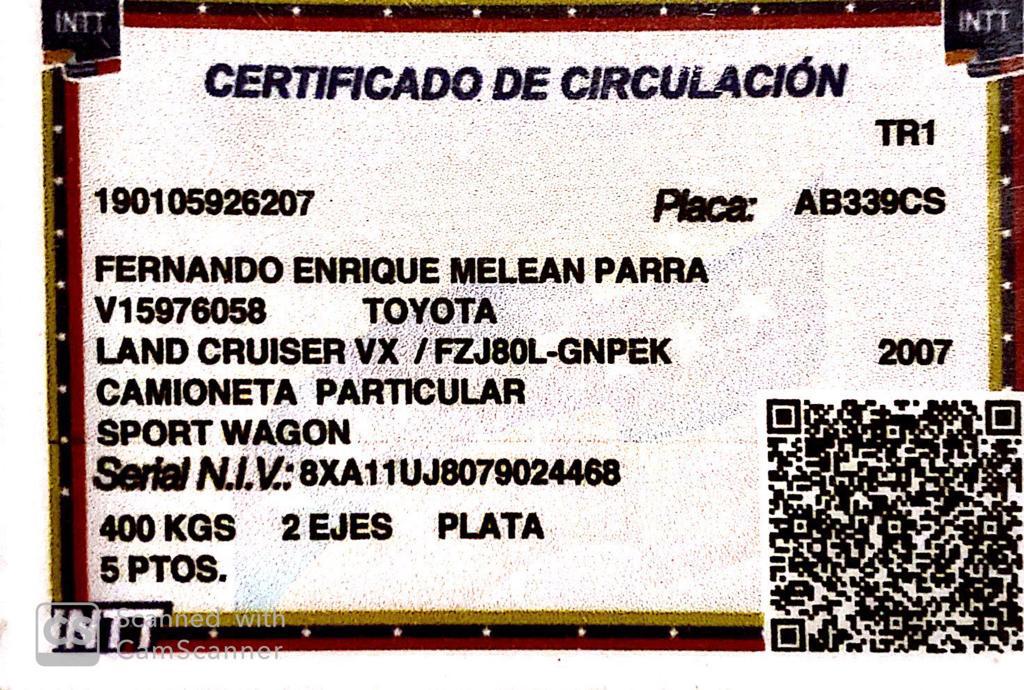 INTT INTT
CERTIFICADO DE CIRCULACIÓN
TR1
190105926207 Placa: AB339CS
FERNANDO ENRIQUE MELEAN PARRA
V15976058 TOYOTA
LAND CRUISER VX / FZJ80L-GNPEK 2007
CAMIONETA PARTICULAR
SPORT WAGON
Serial N.I.V.: 8XA11UJ8079024468
400 KGS 2 EJES PLATA
5 PTOS.
CS Scanned with
CamScanner